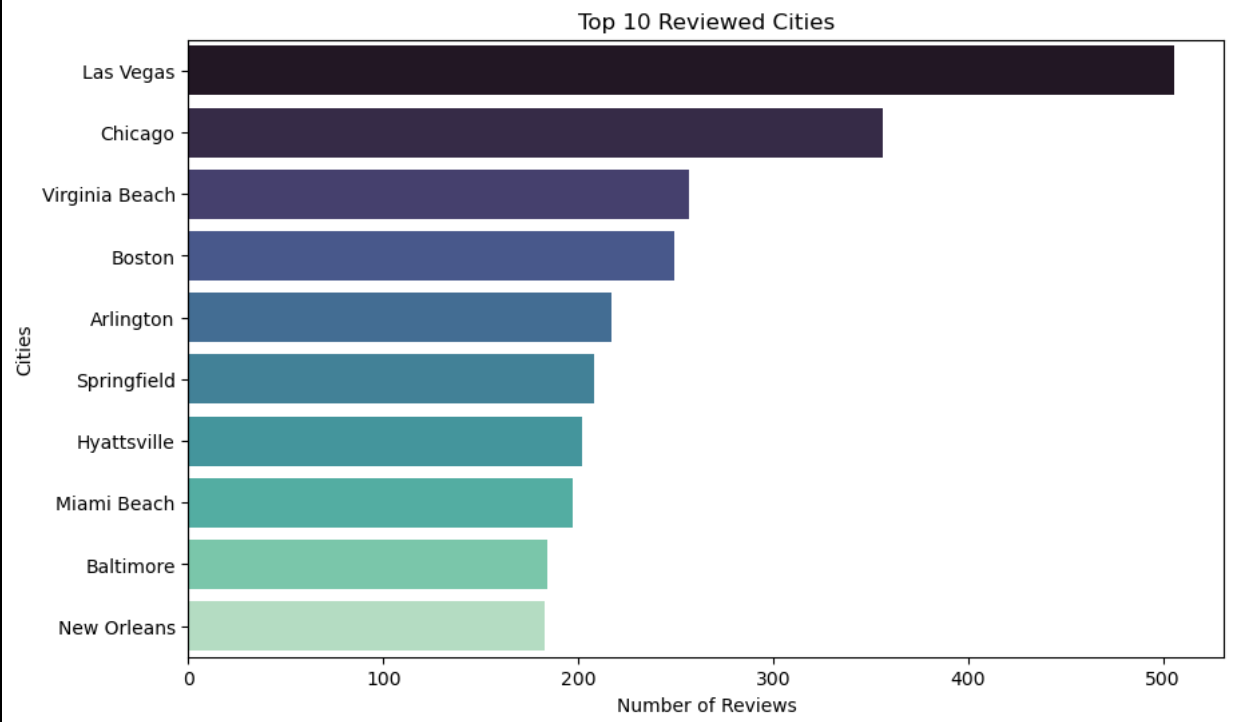 Top 10 Reviewed Cities
Las Vegas
Chicago
Virginia Beach
Boston
Arlington
Springfield
Hyattsville
Miami Beach
Baltimore
New Orleans
Cities
0 100 200 300 400 500
Number of Reviews